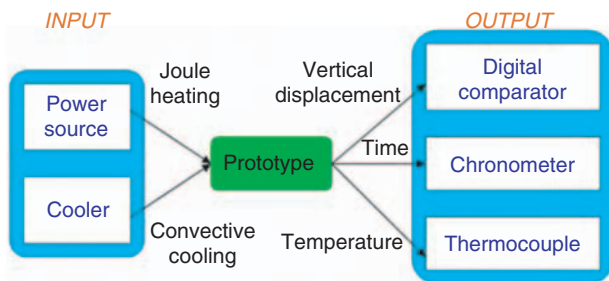 INPUT
OUTPUT
Power
source
Cooler
Joule
heating
Convective
cooling
Prototype
Vertical
displacement
Time
Temperature
Digital
comparator
Chronometer
Thermocouple